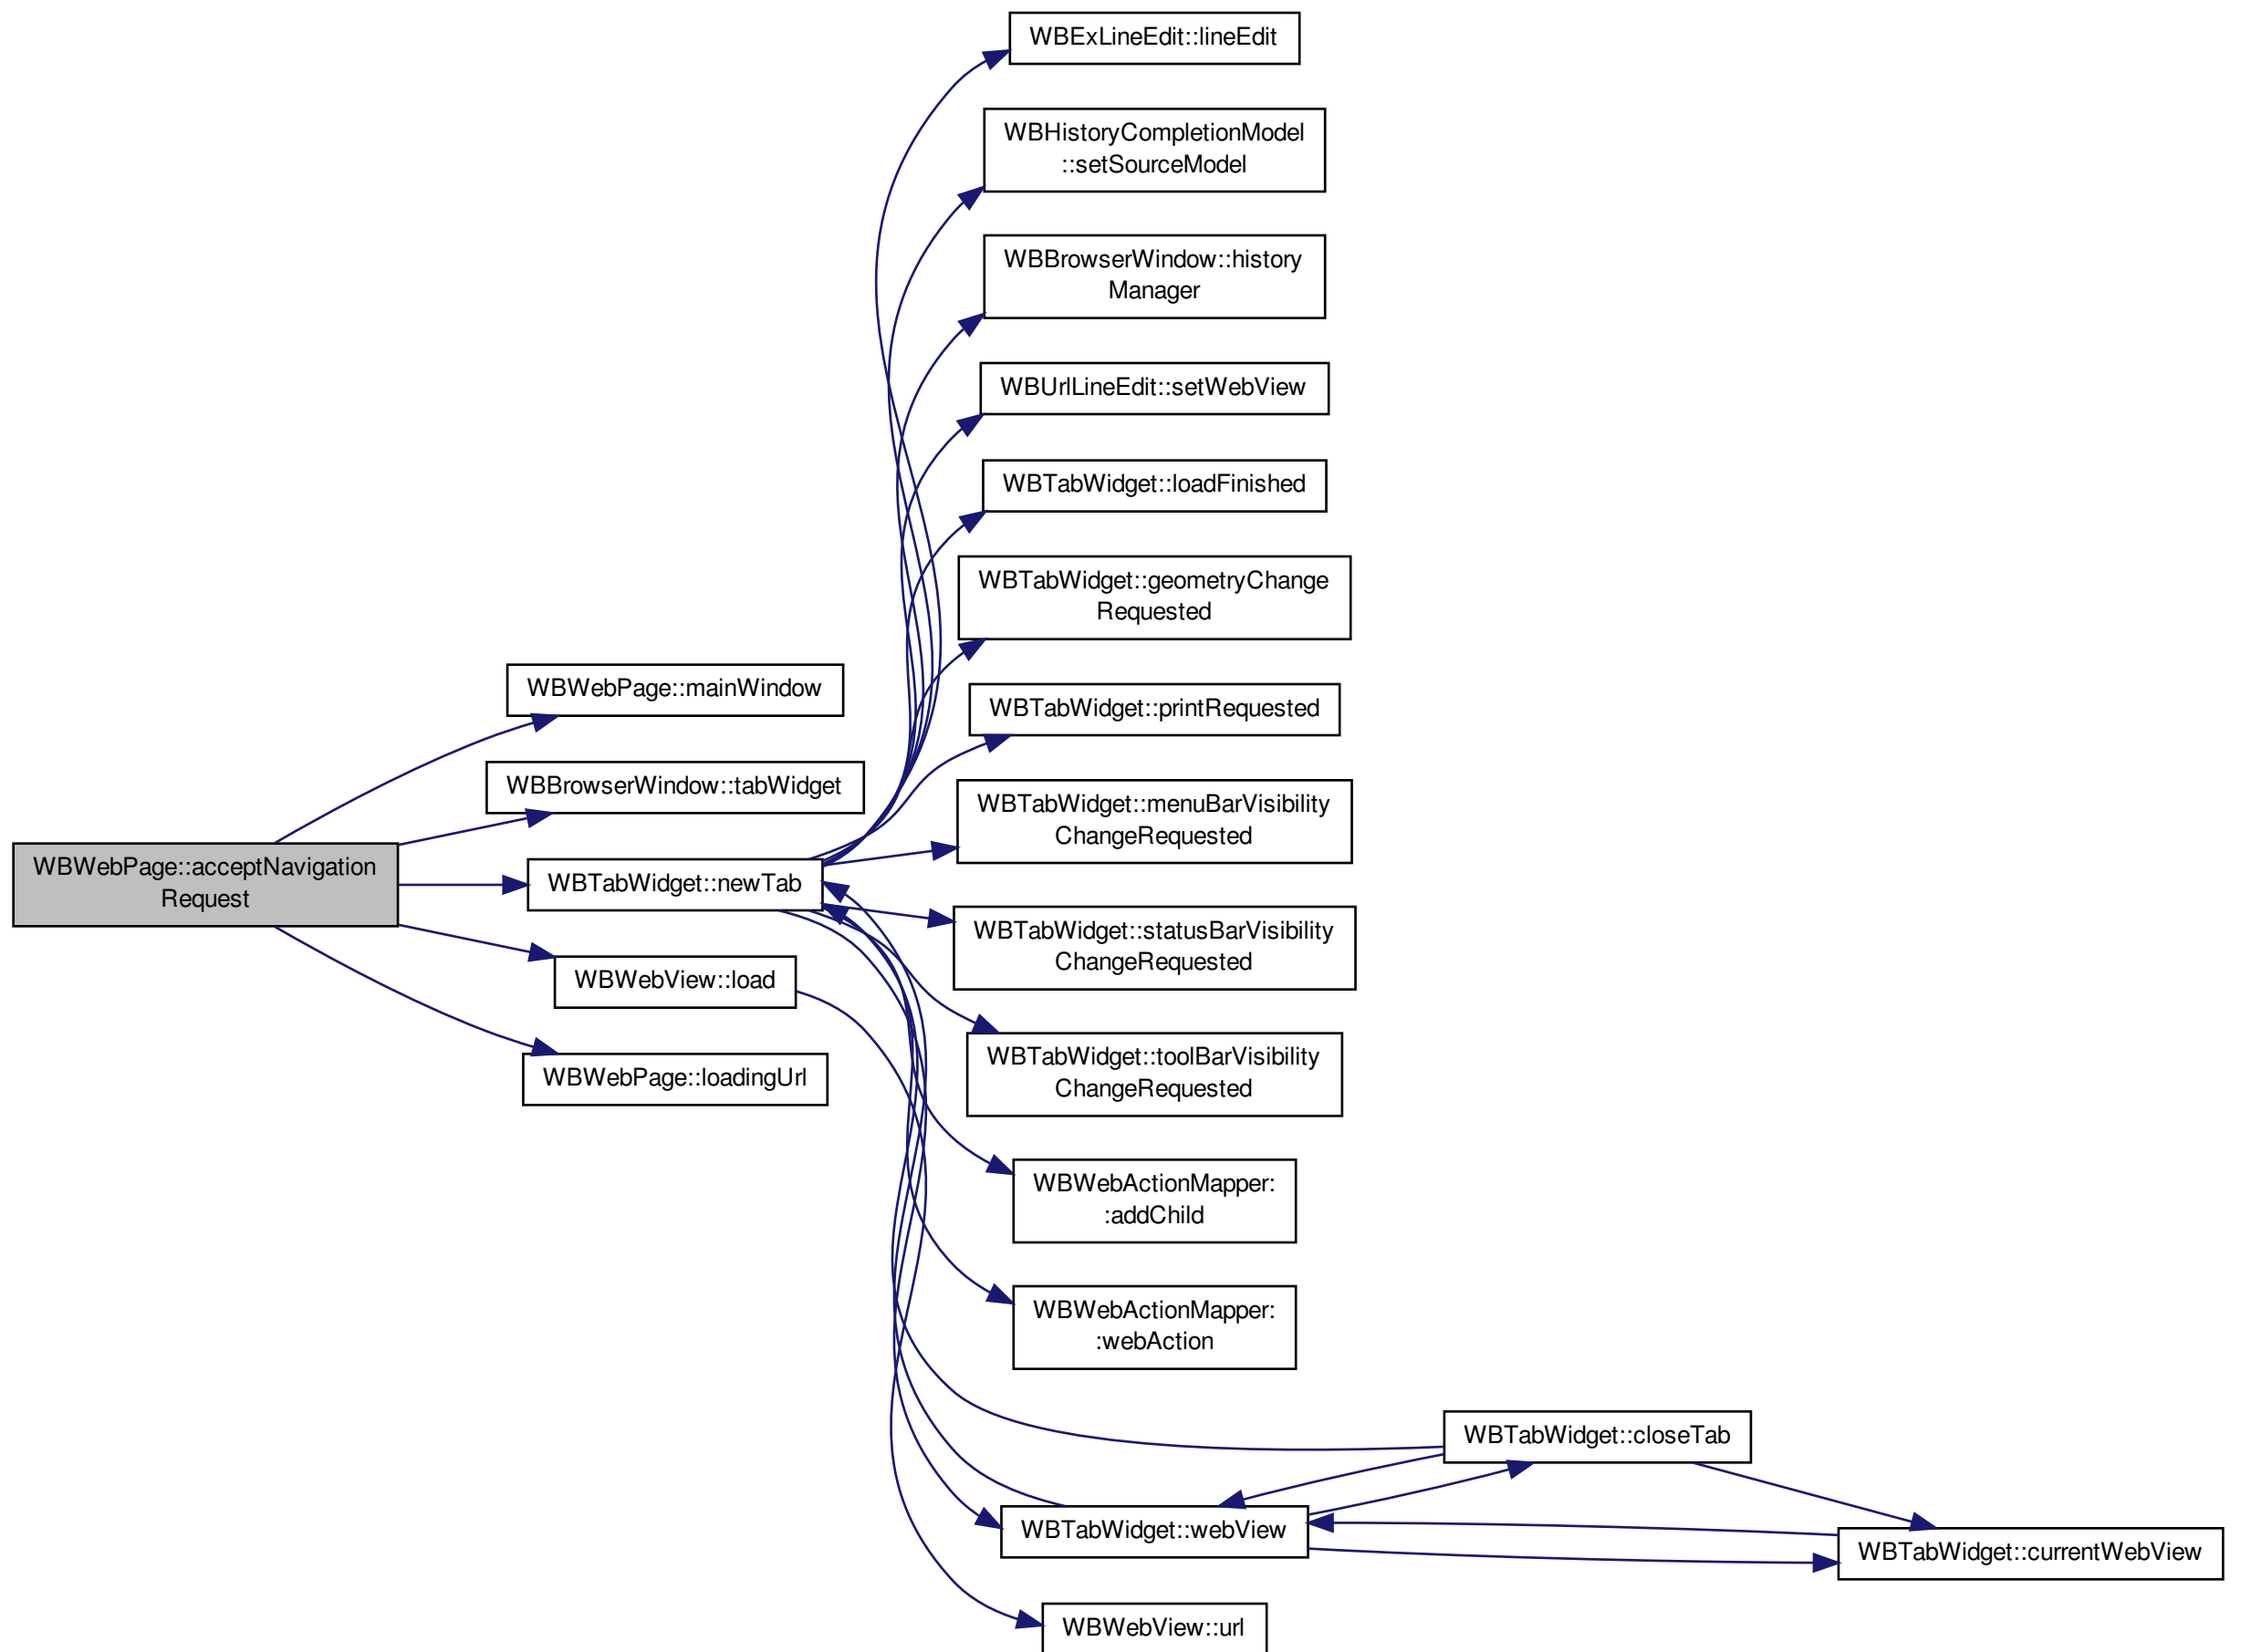 WBExLineEdit::lineEdit
WBHistoryCompletionModel
::setSourceModel
WBBrowserWindow::history
Manager
WBUrlLineEdit::setWebView
WBTabWidget::loadFinished
WBTabWidget::geometryChange
Requested
WBWebPage::mainWindow
WBTabWidget::printRequested
WBBrowserWindow::tabWidget
WBTabWidget::menuBarVisibility
ChangeRequested
WBWebPage::acceptNavigation
Request
WBTabWidget::newTab
WBTabWidget::statusBarVisibility
ChangeRequested
WBWebView::load
WBTabWidget::toolBarVisibility
ChangeRequested
WBWebPage::loadingUrl
WBWebActionMapper:
:addChild
WBWebActionMapper:
:webAction
WBTabWidget::closeTab
WBTabWidget::webView
WBTabWidget::currentWebView
WBWebView::url